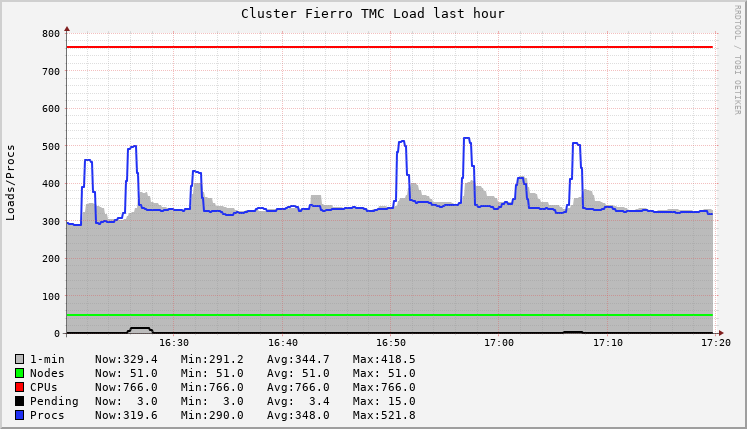 Cluster Fierro TMC Load last hour
RRDTOOL / TOBI OETIKER
Loads/Procs
800
700
600
500
400
300
200
100
0
16:30 16:40 16:50 17:00 17:10 17:20
1-min Now:329.4 Min:291.2 Avg:344.7 Max:418.5
Nodes Now: 51.0 Min: 51.0 Avg: 51.0 Max: 51.0
CPUs Now:766.0 Min:766.0 Avg:766.0 Max:766.0
Pending Now: 3.0 Min: 3.0 Avg: 3.4 Max: 15.0
Procs Now:319.6 Min:290.0 Avg:348.0 Max:521.8